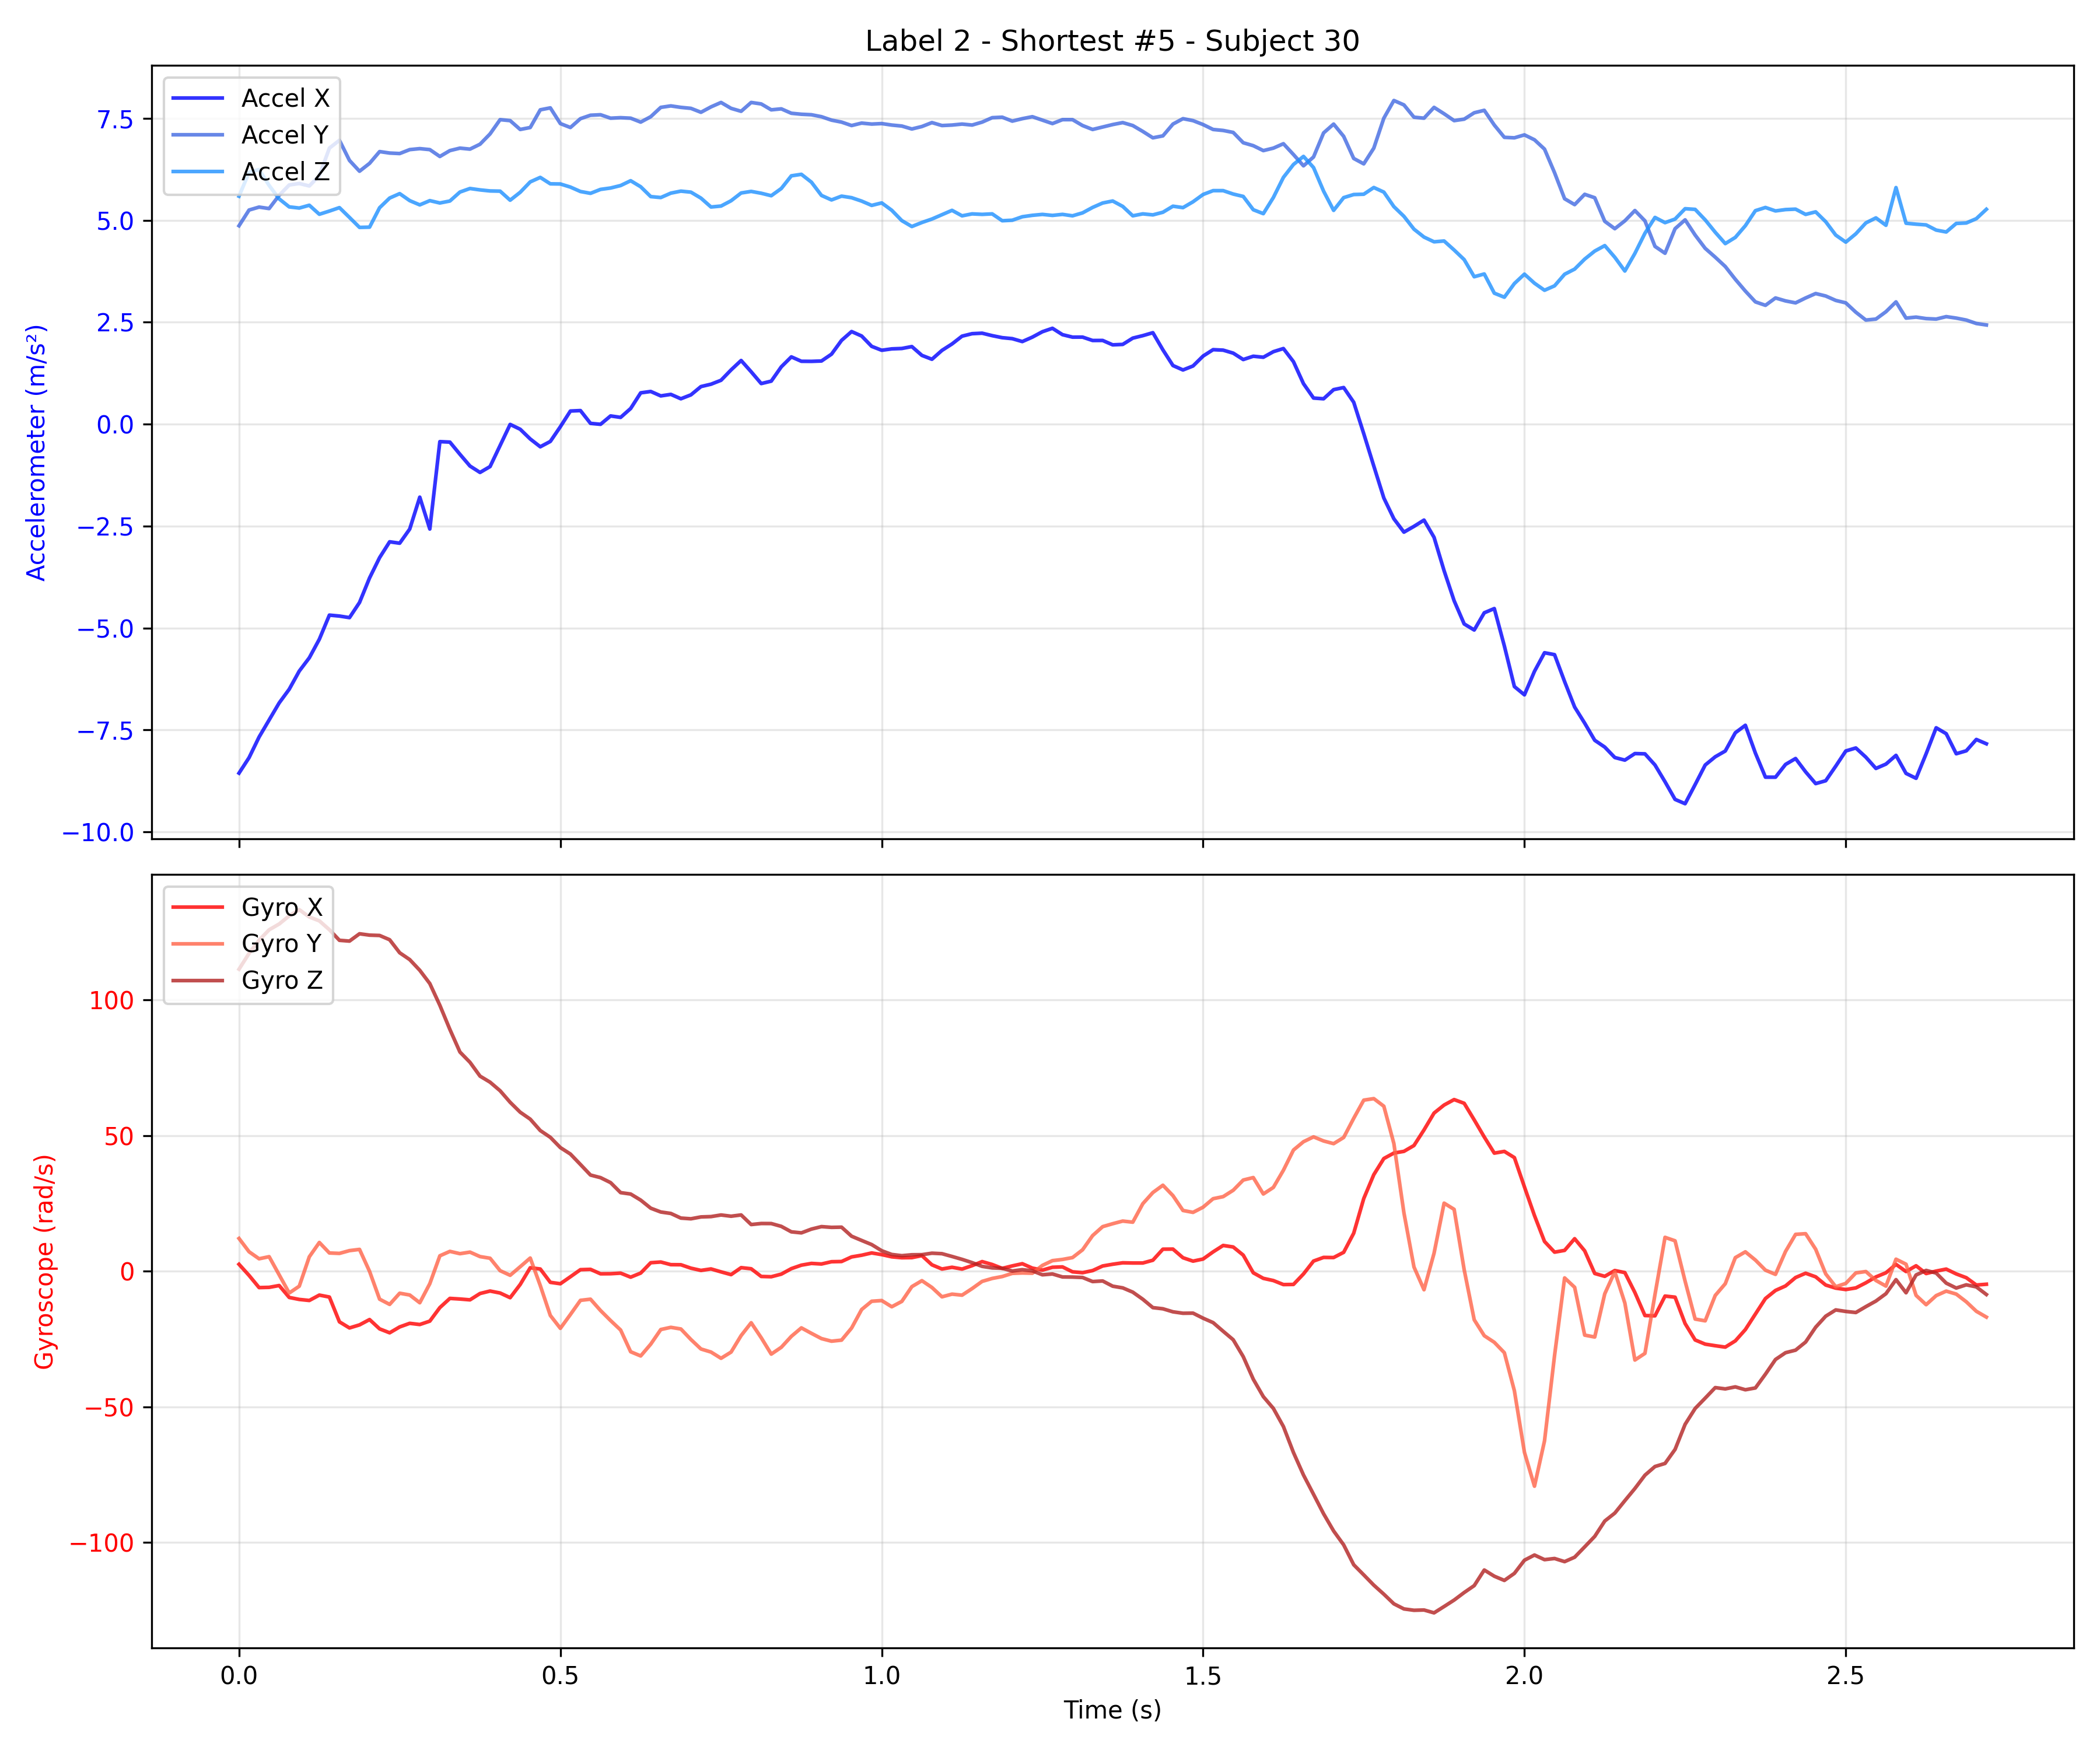 Label 2 - Shortest #5 - Subject 30
Accel X
Accel Y
Accel Z
7.5
5.0
2.5
0.0
−2.5
−5.0
−7.5
−10.0
Accelerometer (m/s²)
Gyro X
Gyro Y
Gyro Z
100
50
0
−50
−100
Gyroscope (rad/s)
0.0 0.5 1.0 1.5 2.0 2.5
Time (s)